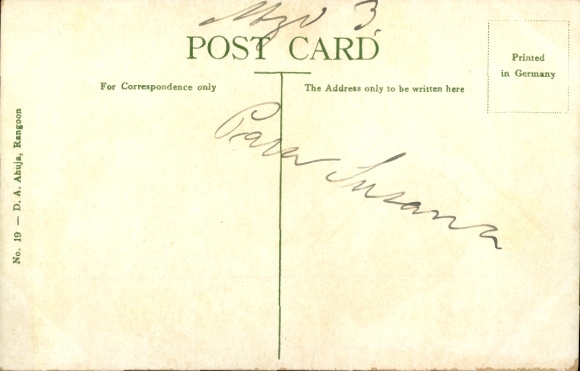 Mzo 3.
POST CARD
Printed
in Germany
For Correspondence only
The Address only to be written here
Para Susana
No. 19 — D. A. Ahuja, Rangoon